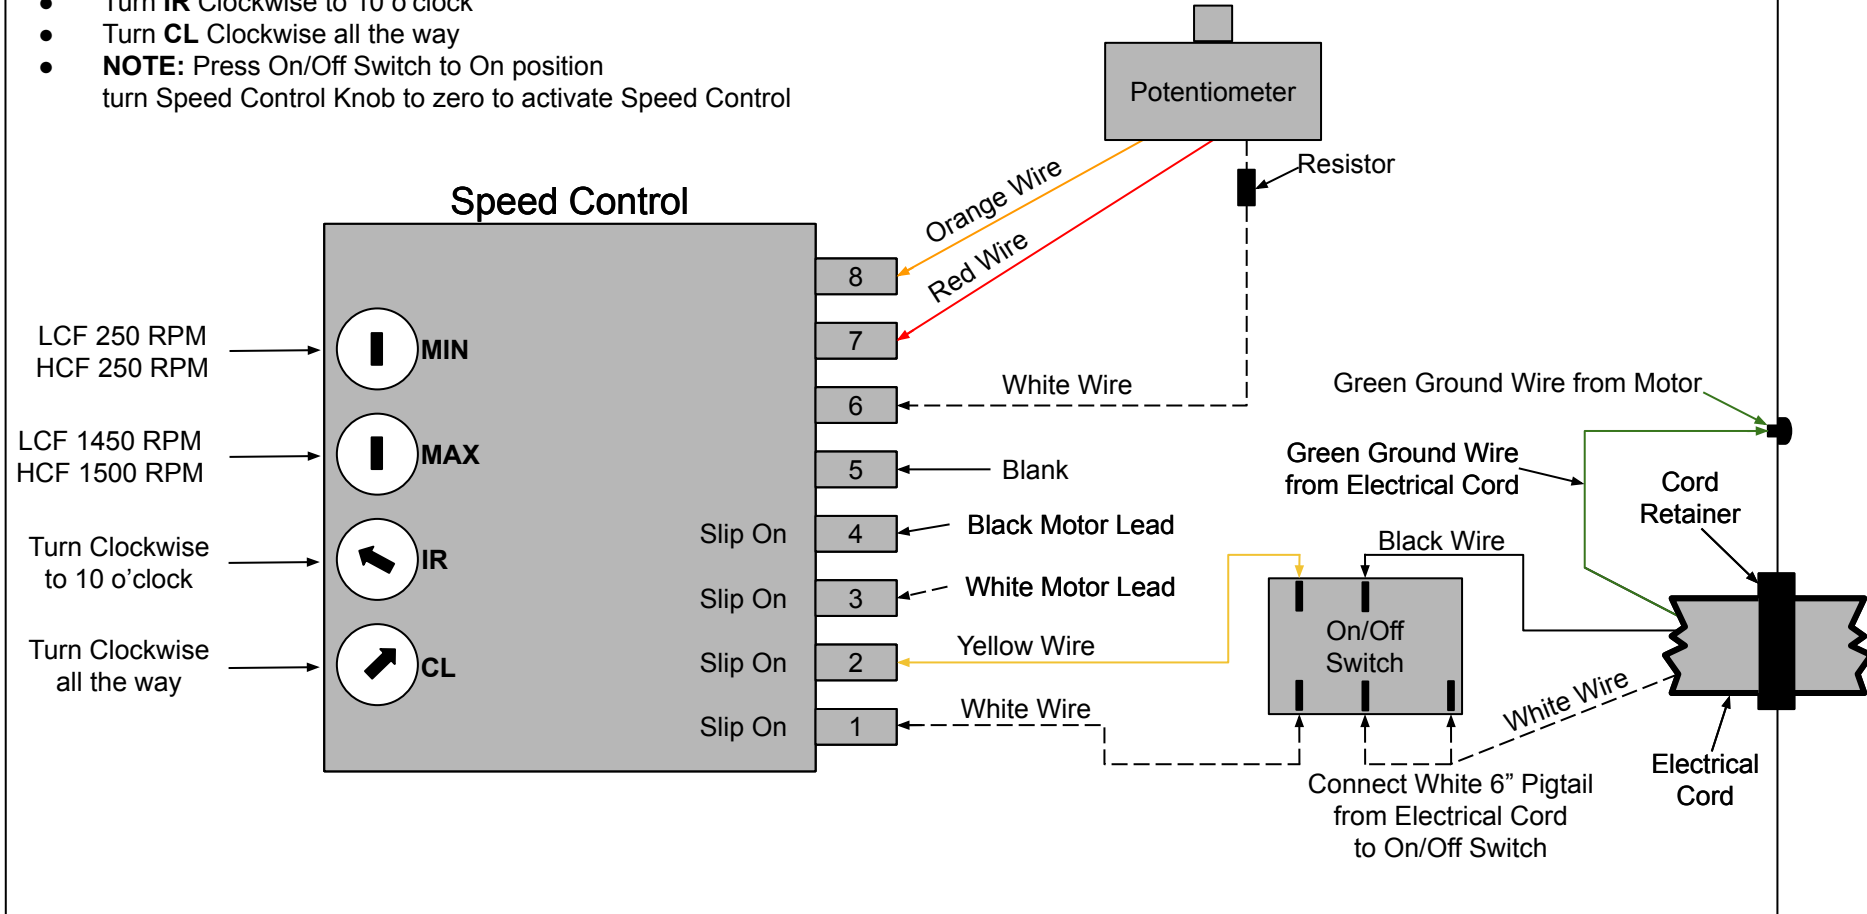 ● Turn IR Clockwise to 10 o'clock
● Turn CL Clockwise all the way
● NOTE: Press On/Off Switch to On position
turn Speed Control Knob to zero to activate Speed Control
Potentiometer
Resistor
Orange Wire
Red Wire
Speed Control
8
7
6
5
4
3
2
1
LCF 250 RPM
HCF 250 RPM
MIN
LCF 1450 RPM
HCF 1500 RPM
MAX
Turn Clockwise
to 10 o’clock
IR
Turn Clockwise
all the way
CL
White Wire
Blank
Slip On
Black Motor Lead
Slip On
White Motor Lead
Slip On
Yellow Wire
Slip On
White Wire
Green Ground Wire from Motor
Green Ground Wire
from Electrical Cord
Cord
Retainer
Black Wire
On/Off
Switch
White Wire
Connect White 6” Pigtail
from Electrical Cord
to On/Off Switch
Electrical
Cord